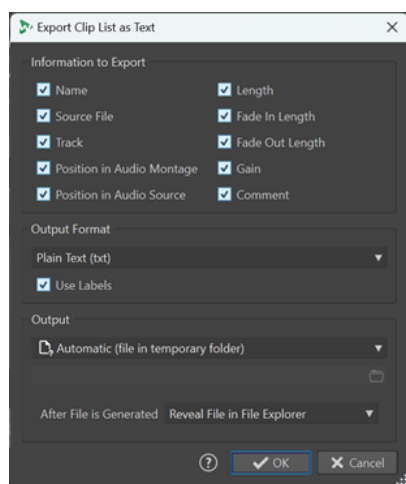 Export Clip List as Text
Information to Export
Name
Length
Source File
Fade In Length
Track
Fade Out Length
Position in Audio Montage
Gain
Position in Audio Source
Comment
Output Format
Plain Text (txt)
Use Labels
Output
Automatic (file in temporary folder)
After File is Generated Reveal File in File Explorer
? OK Cancel